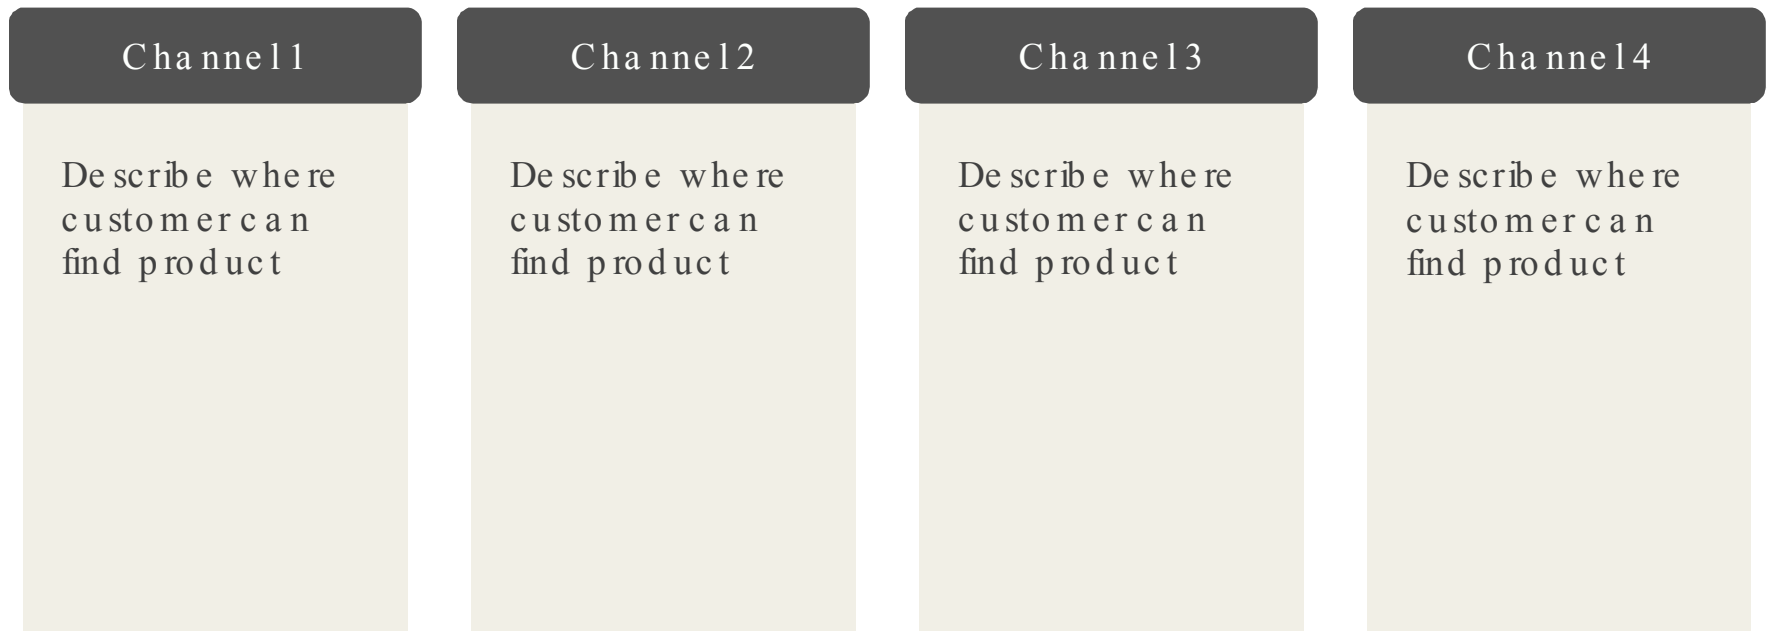 Channel 1
Describe where
customer can
find product
Channel 2
Describe where
customer can
find product
Channel 3
Describe where
customer can
find product
Channel 4
Describe where
customer can
find product